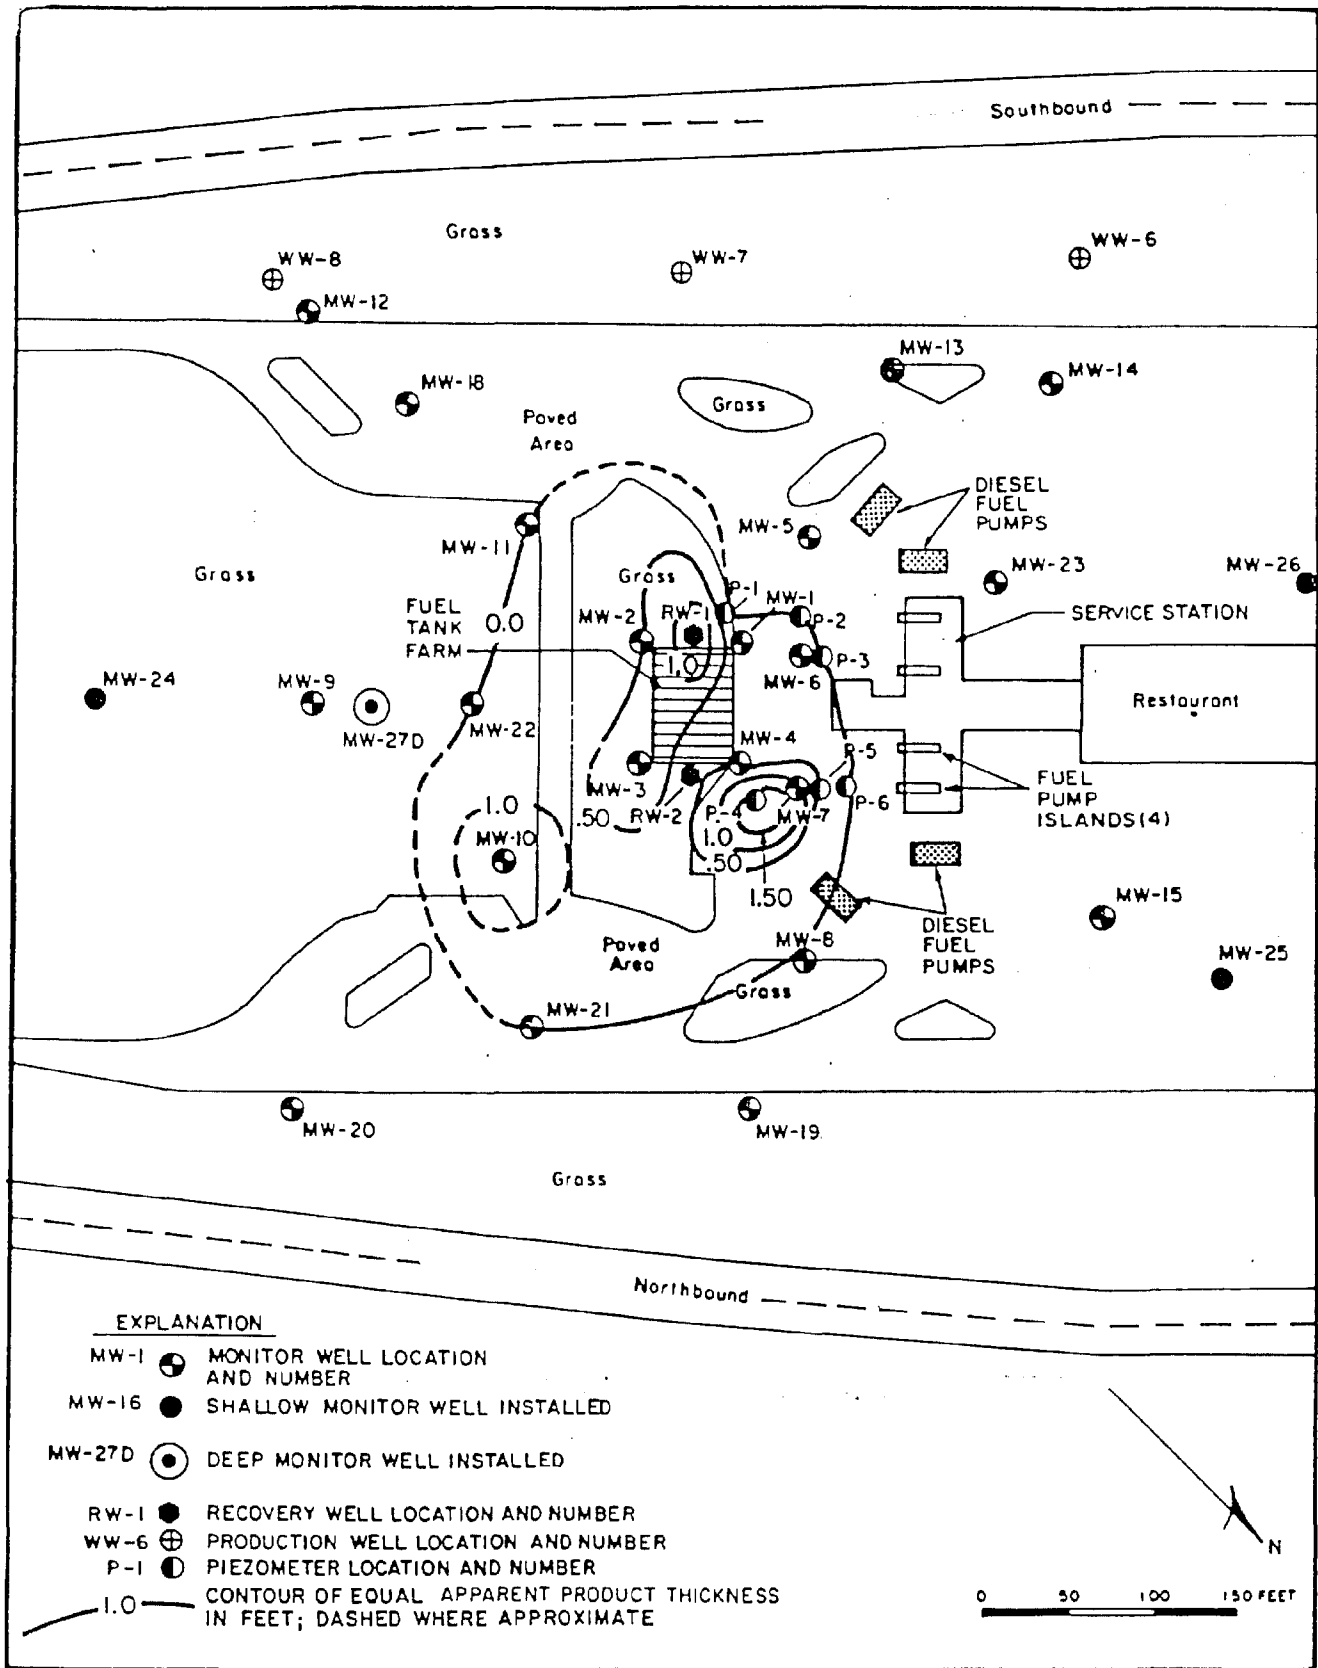 Southbound
Grass
WW-8
WW-7
WW-6
MW-12
MW-13
MW-14
MW-18
Grass
Paved
Area
DIESEL
FUEL
PUMPS
MW-5
MW-11
Grass
Grass
MW-23
MW-26
P-1
MW-1
FUEL
TANK
FARM
0.0
MW-2
RW-1
P-2
SERVICE STATION
1.0
P-3
MW-6
MW-24
MW-9
MW-27D
MW-22
Restaurant
MW-4
P-5
MW-3
FUEL
PUMP
ISLANDS (4)
1.0
.50
RW-2
P-4
MW-7
P-6
MW-10
1.0
.50
1.50
MW-15
DIESEL
FUEL
PUMPS
MW-8
Paved
Area
MW-25
Grass
MW-21
MW-20
MW-19
Grass
Northbound
EXPLANATION
MW-1 MONITOR WELL LOCATION
AND NUMBER
MW-16 SHALLOW MONITOR WELL INSTALLED
MW-27D DEEP MONITOR WELL INSTALLED
RW-1 RECOVERY WELL LOCATION AND NUMBER
WW-6 PRODUCTION WELL LOCATION AND NUMBER
P-1 PIEZOMETER LOCATION AND NUMBER
1.0 CONTOUR OF EQUAL APPARENT PRODUCT THICKNESS
IN FEET; DASHED WHERE APPROXIMATE
N
0 50 100 150 FEET